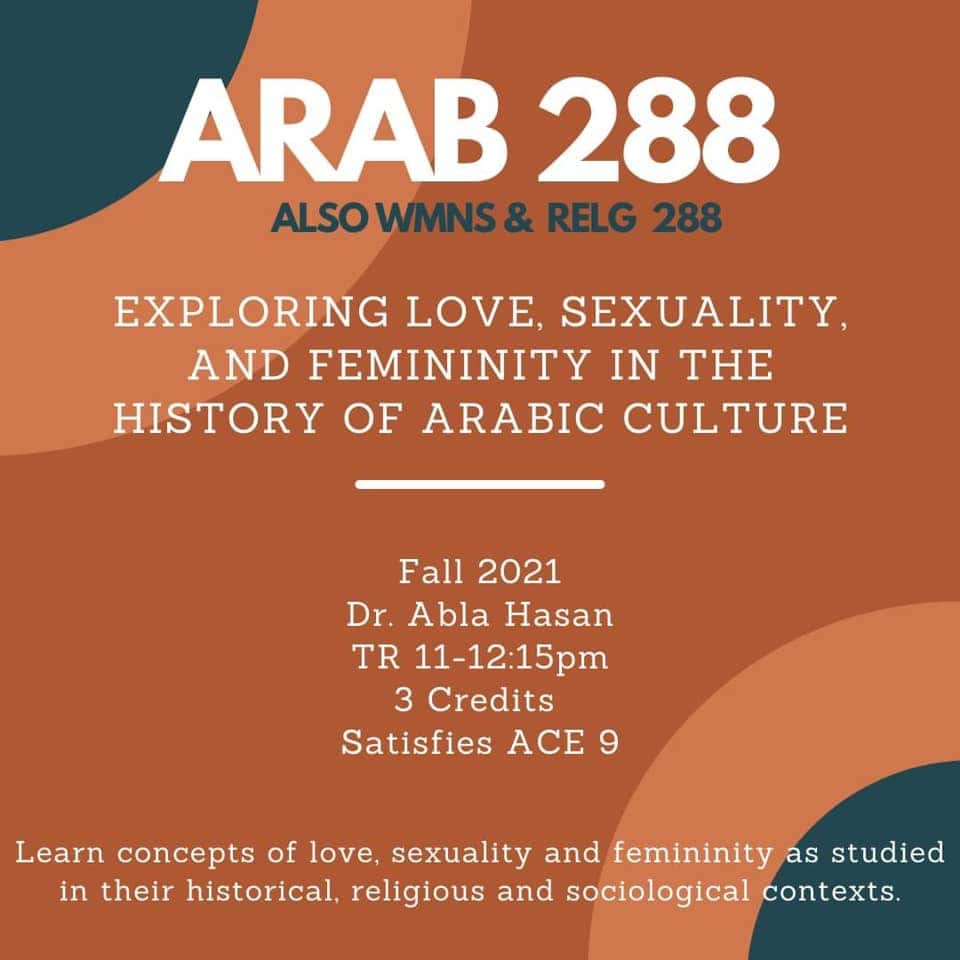 ARAB 288
ALSO WMNS & RELG 288
EXPLORING LOVE, SEXUALITY,
AND FEMININITY IN THE
HISTORY OF ARABIC CULTURE
Fall 2021
Dr. Abla Hasan
TR 11-12:15pm
3 Credits
Satisfies ACE 9
Learn concepts of love, sexuality and femininity as studied
in their historical, religious and sociological contexts.